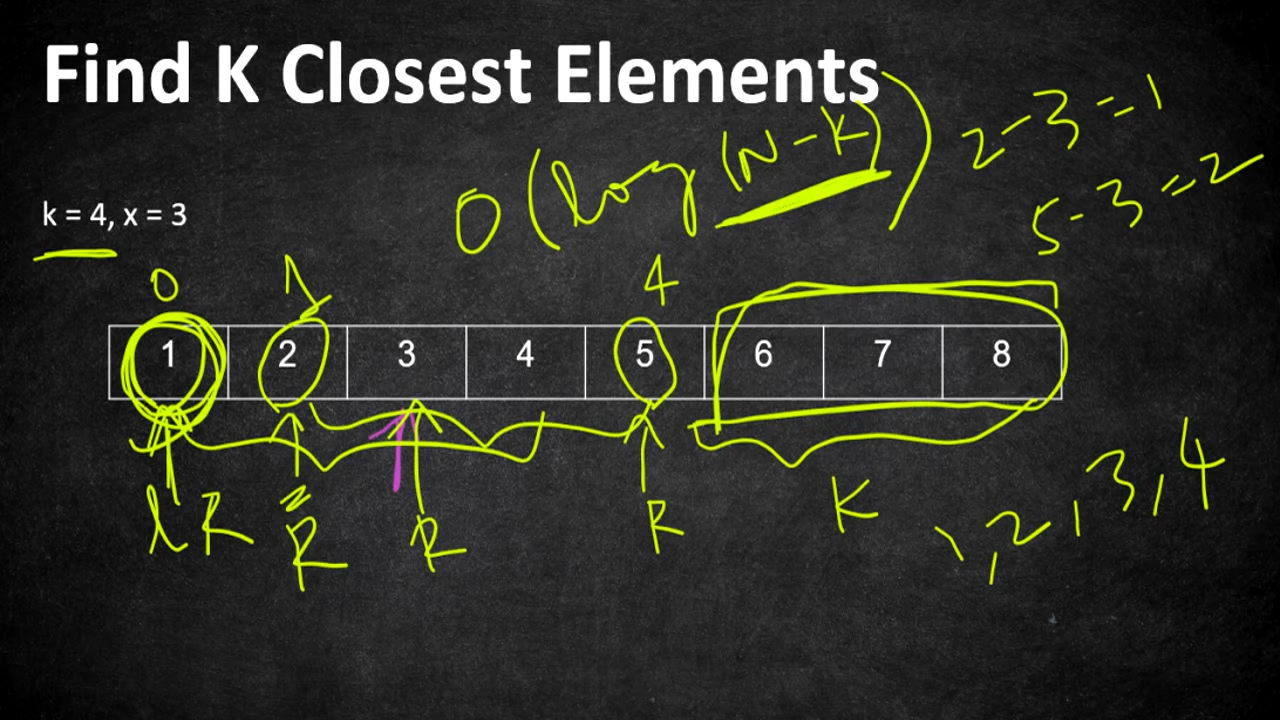 Find K Closest Elements
O(log(N-K))
2-3=1
5-3=2
k = 4, x = 3
0 1 4
1 2 3 4 5 6 7 8
l R R R R
K
1,2,3,4